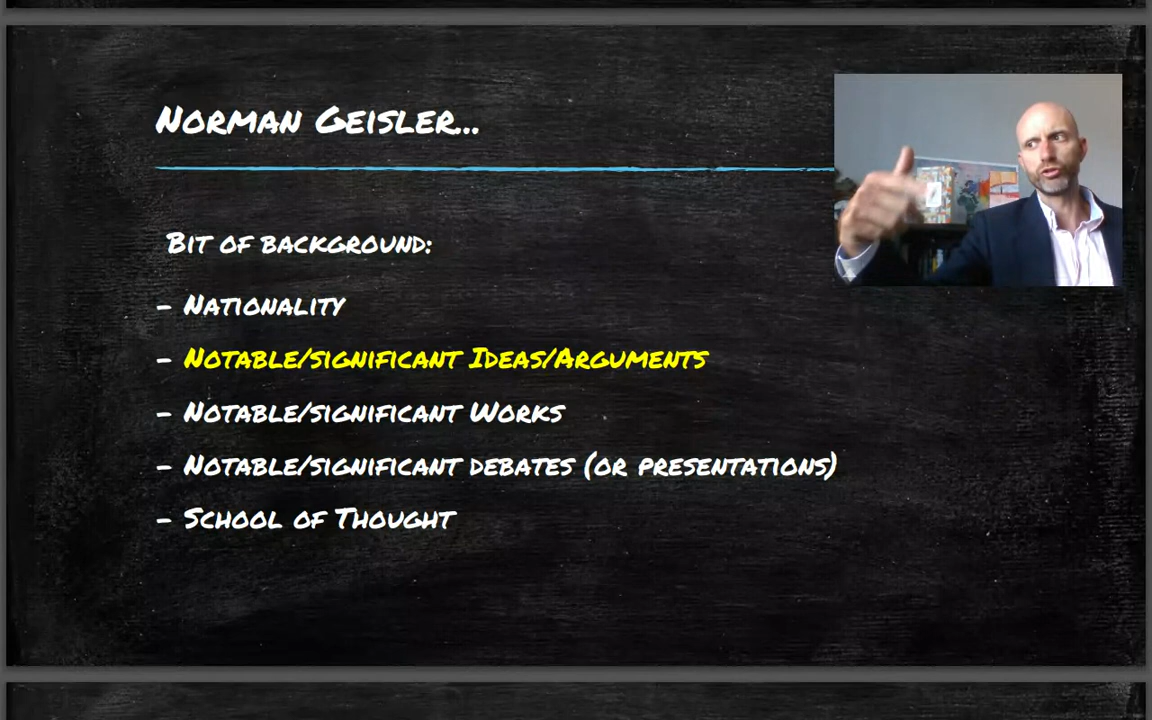 Norman Geisler...
Bit of background:
- Nationality
- Notable/significant Ideas/Arguments
- Notable/significant Works
- Notable/significant debates (or presentations)
- School of Thought